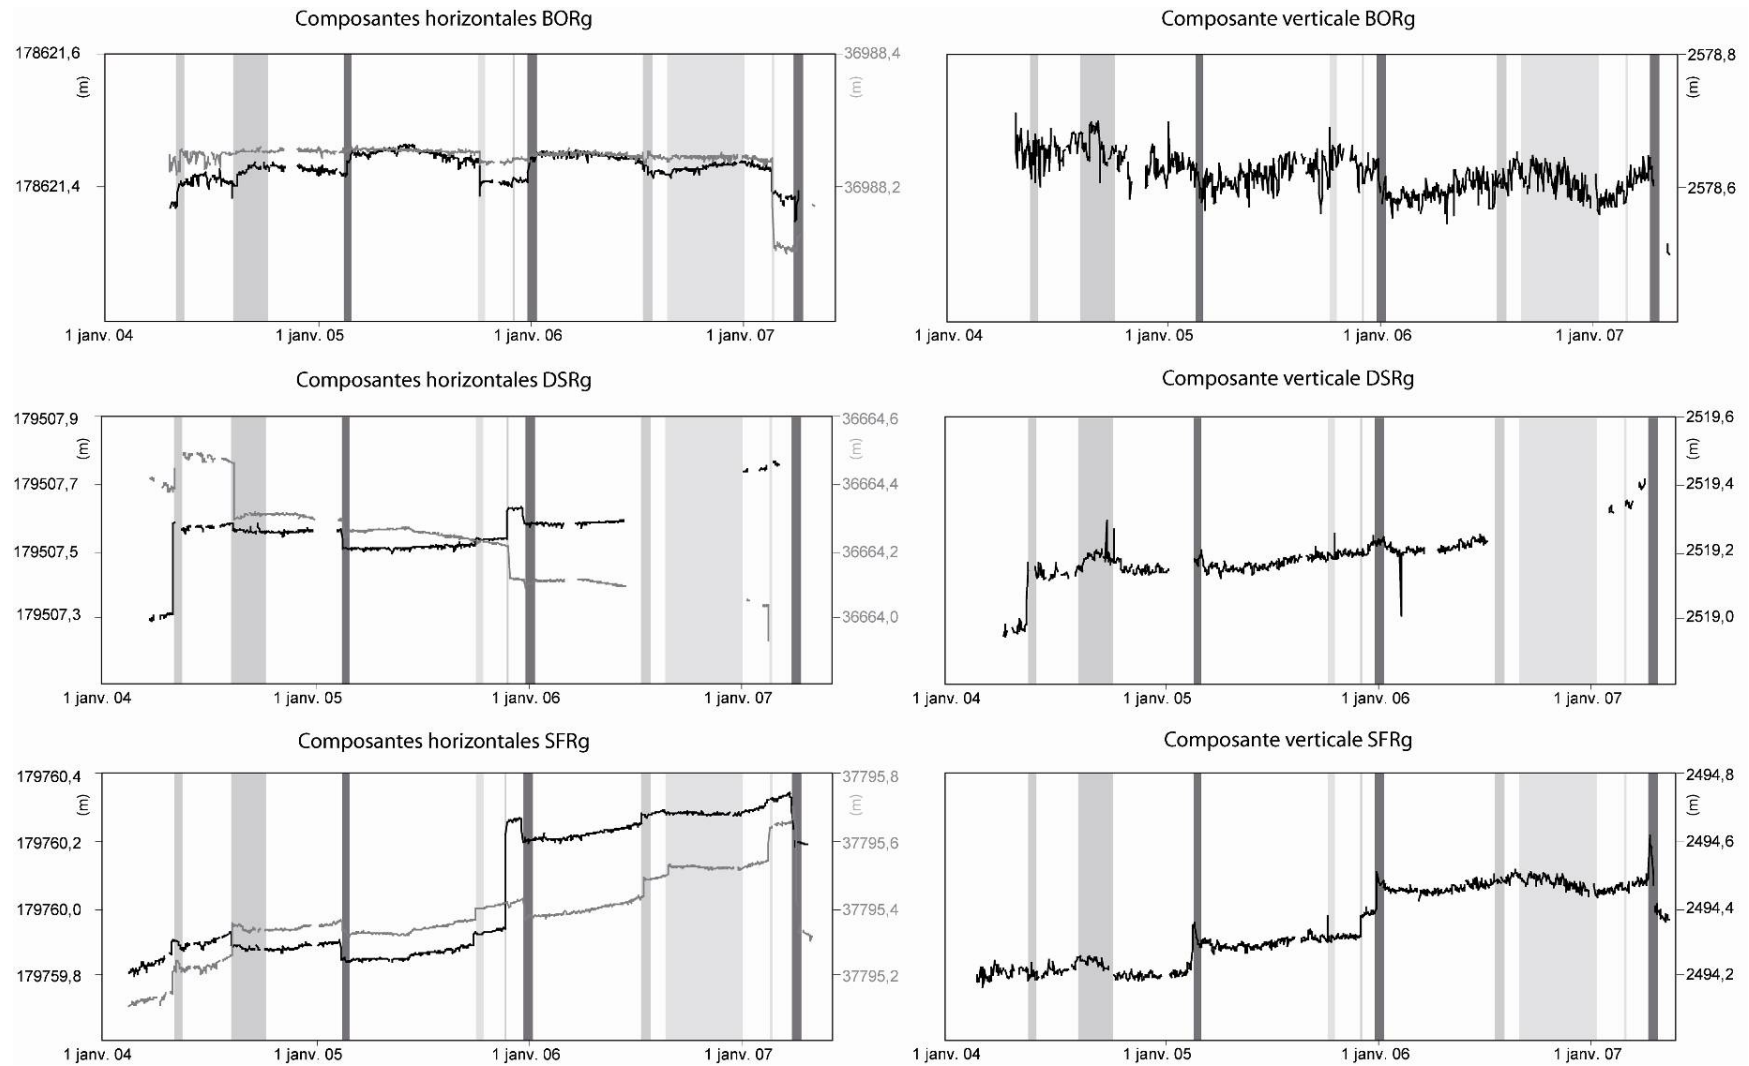 Composantes horizontales BORg
178621,6
36988,4
(m)
(m)
178621,4
36988,2
1 janv. 04
1 janv. 05
1 janv. 06
1 janv. 07
Composante verticale BORg
2578,8
(m)
2578,6
1 janv. 04
1 janv. 05
1 janv. 06
1 janv. 07
Composantes horizontales DSRg
179507,9
36664,6
(m)
(m)
179507,7
36664,4
179507,5
36664,2
179507,3
36664,0
1 janv. 04
1 janv. 05
1 janv. 06
1 janv. 07
Composante verticale DSRg
2519,6
(m)
2519,4
2519,2
2519,0
1 janv. 04
1 janv. 05
1 janv. 06
1 janv. 07
Composantes horizontales SFRg
179760,4
37795,8
(m)
(m)
179760,2
37795,6
179760,0
37795,4
179759,8
37795,2
1 janv. 04
1 janv. 05
1 janv. 06
1 janv. 07
Composante verticale SFRg
2494,8
(m)
2494,6
2494,4
2494,2
1 janv. 04
1 janv. 05
1 janv. 06
1 janv. 07